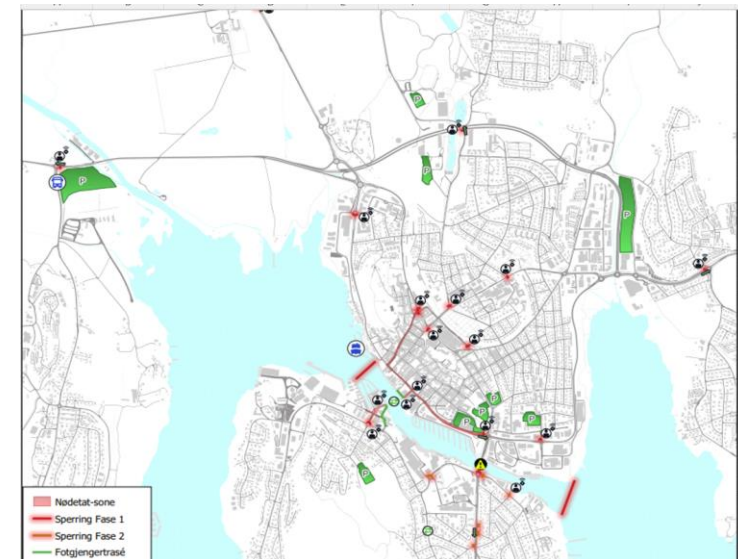 P
P
P
P
P
P
P
A
P
Nødetat-sone
Sperring Fase 1
Sperring Fase 2
Fotgjengertrasé